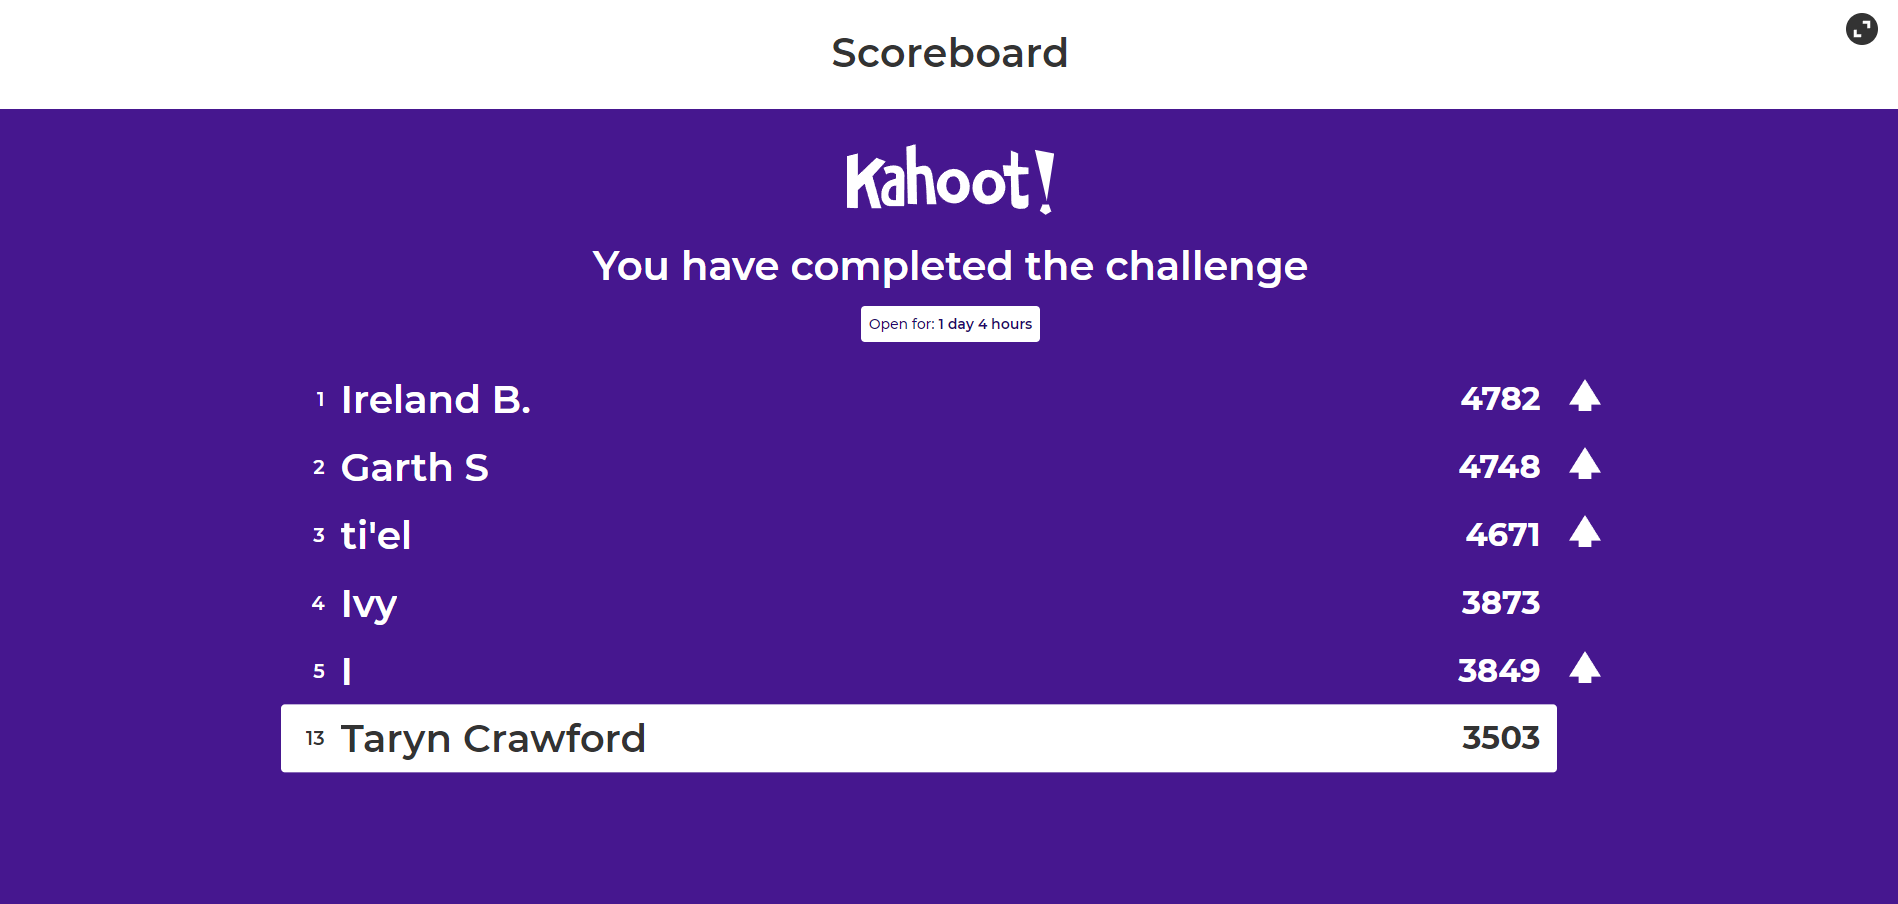 Scoreboard
Kahoot!
You have completed the challenge
Open for: 1 day 4 hours
1 Ireland B. 4782
2 Garth S 4748
3 ti'el 4671
4 Ivy 3873
5 I 3849
13 Taryn Crawford 3503